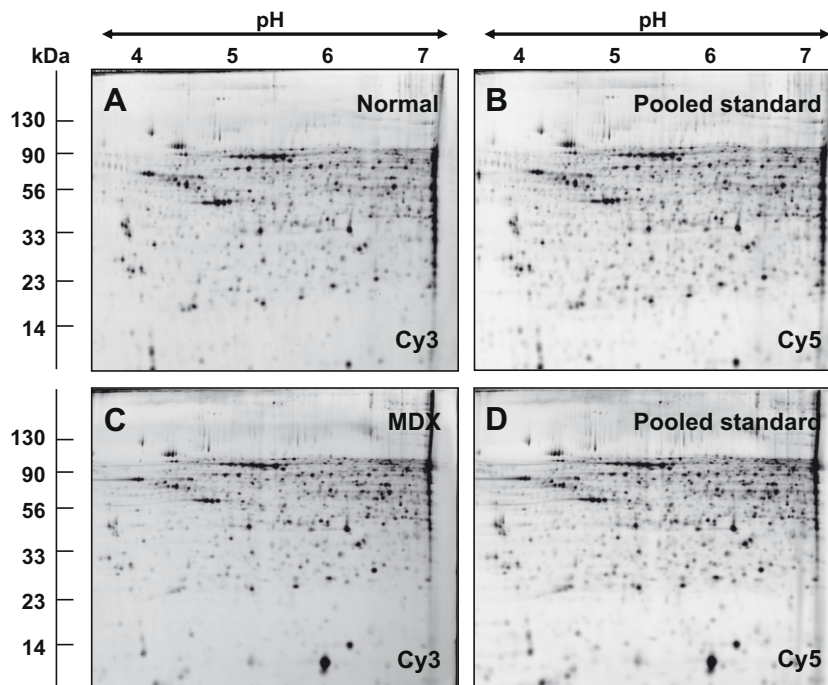 pH pH
4 5 6 7 4 5 6 7
kDa
A Normal B Pooled standard
130
90
56
33
23
14
Cy3 Cy5
C MDX D Pooled standard
130
90
56
33
23
14
Cy3 Cy5